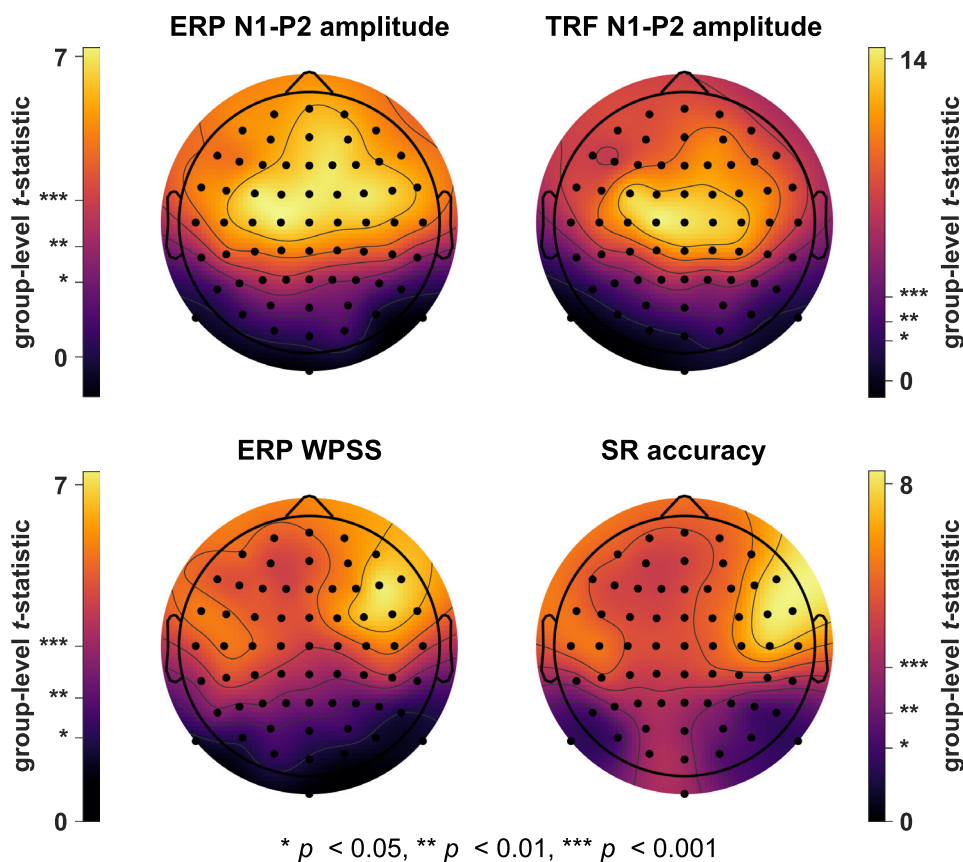 ERP N1-P2 amplitude
TRF N1-P2 amplitude
7
***
**
*
0
group-level t-statistic
14
***
**
*
0
group-level t-statistic
ERP WPSS
SR accuracy
7
***
**
*
0
group-level t-statistic
8
***
**
*
0
group-level t-statistic
* p < 0.05, ** p < 0.01, *** p < 0.001